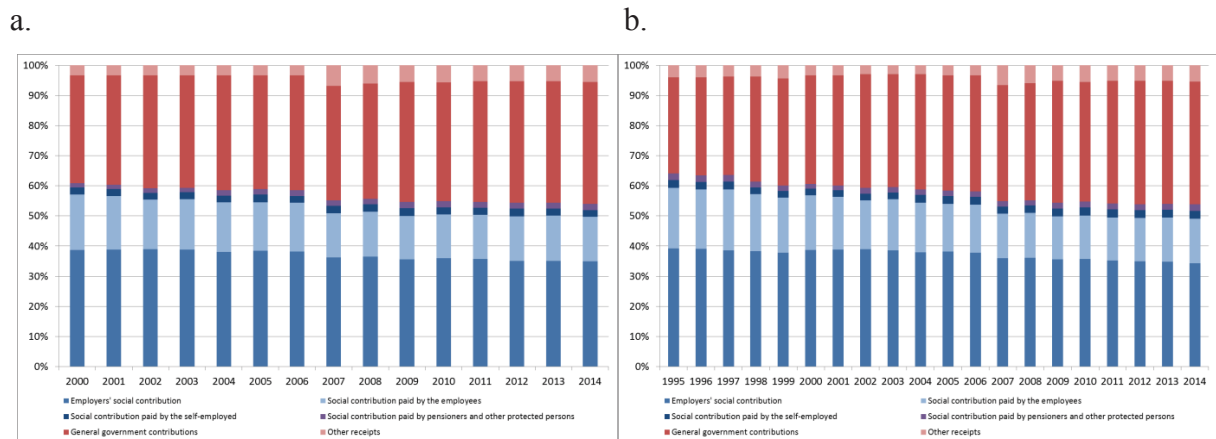 a.
b.
100%
90%
80%
70%
60%
50%
40%
30%
20%
10%
0%
2000 2001 2002 2003 2004 2005 2006 2007 2008 2009 2010 2011 2012 2013 2014
Employers' social contribution
Social contribution paid by the employees
Social contribution paid by the self-employed
Social contribution paid by pensioners and other protected persons
General government contributions
Other receipts
100%
90%
80%
70%
60%
50%
40%
30%
20%
10%
0%
1995 1996 1997 1998 1999 2000 2001 2002 2003 2004 2005 2006 2007 2008 2009 2010 2011 2012 2013 2014
Employers' social contribution
Social contribution paid by the employees
Social contribution paid by the self-employed
Social contribution paid by pensioners and other protected persons
General government contributions
Other receipts